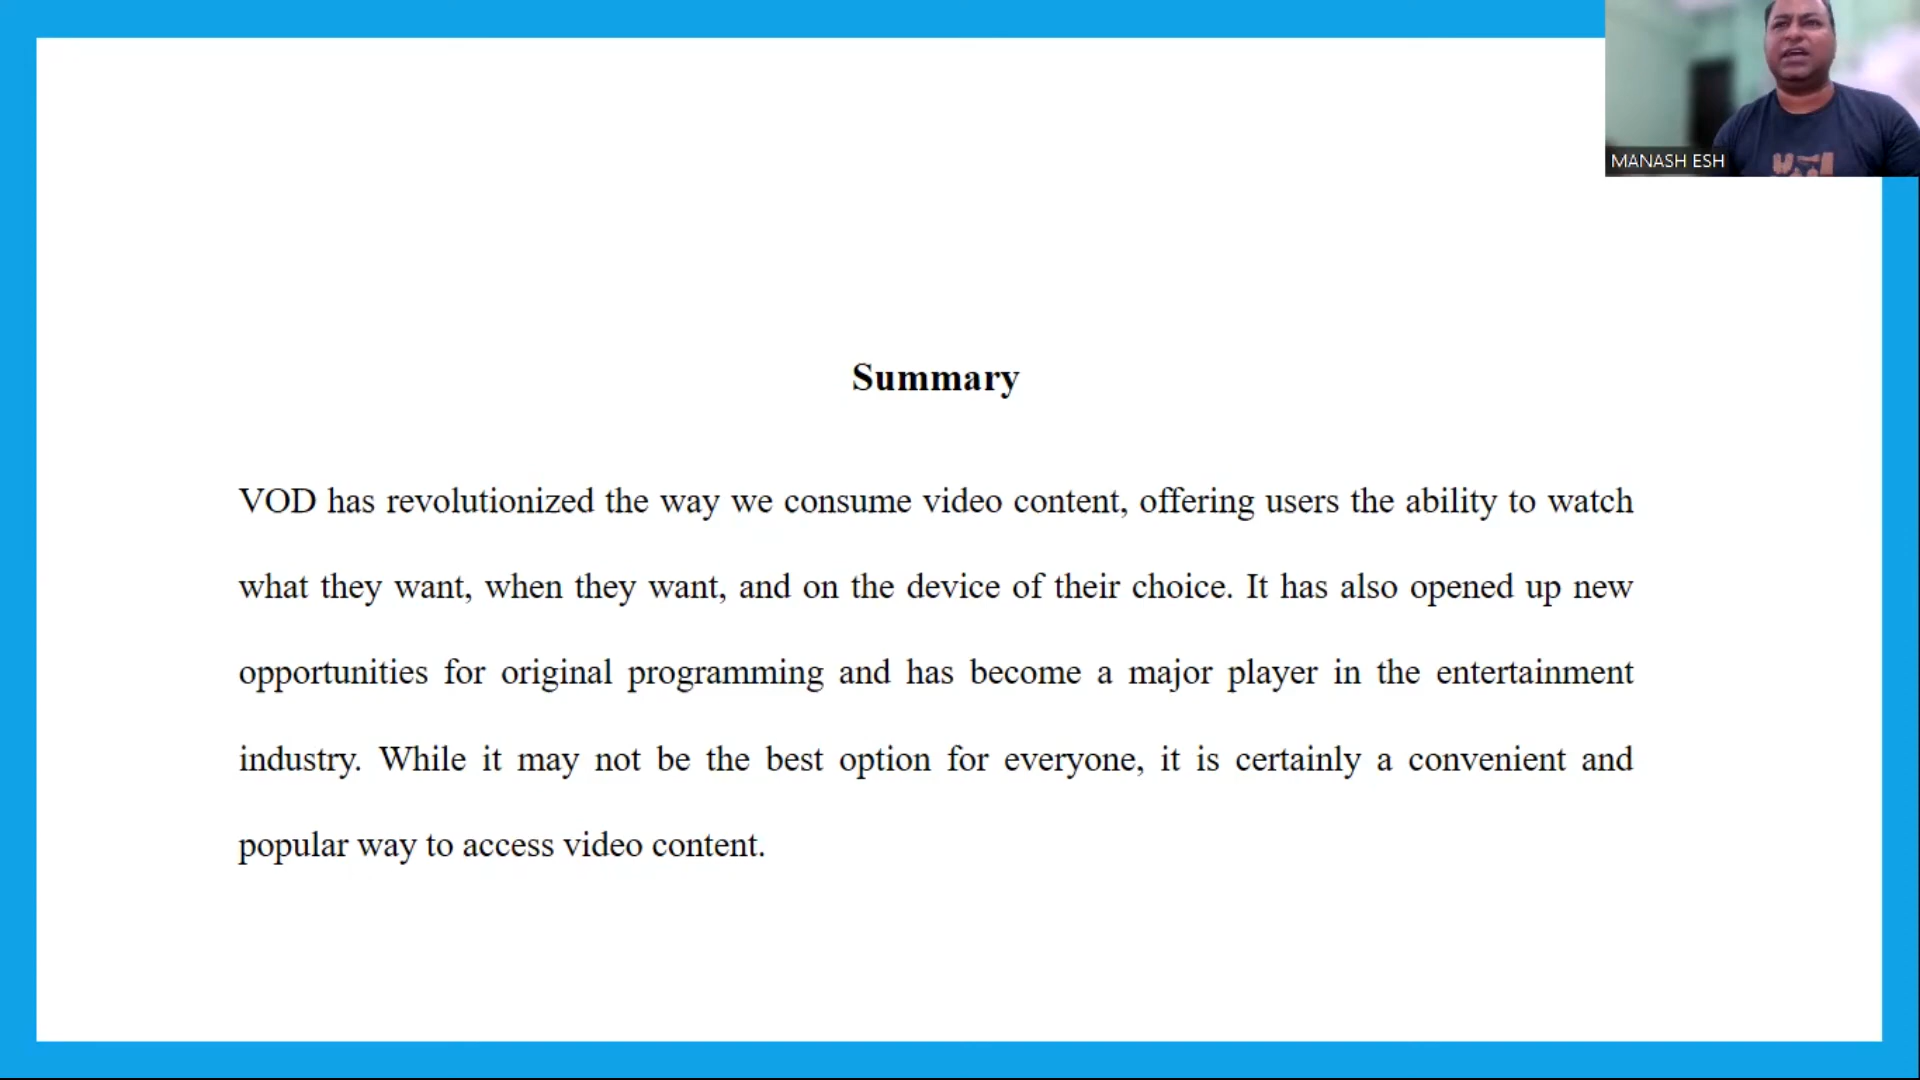 MANASH ESH
Summary
VOD has revolutionized the way we consume video content, offering users the ability to watch
what they want, when they want, and on the device of their choice. It has also opened up new
opportunities for original programming and has become a major player in the entertainment
industry. While it may not be the best option for everyone, it is certainly a convenient and
popular way to access video content.